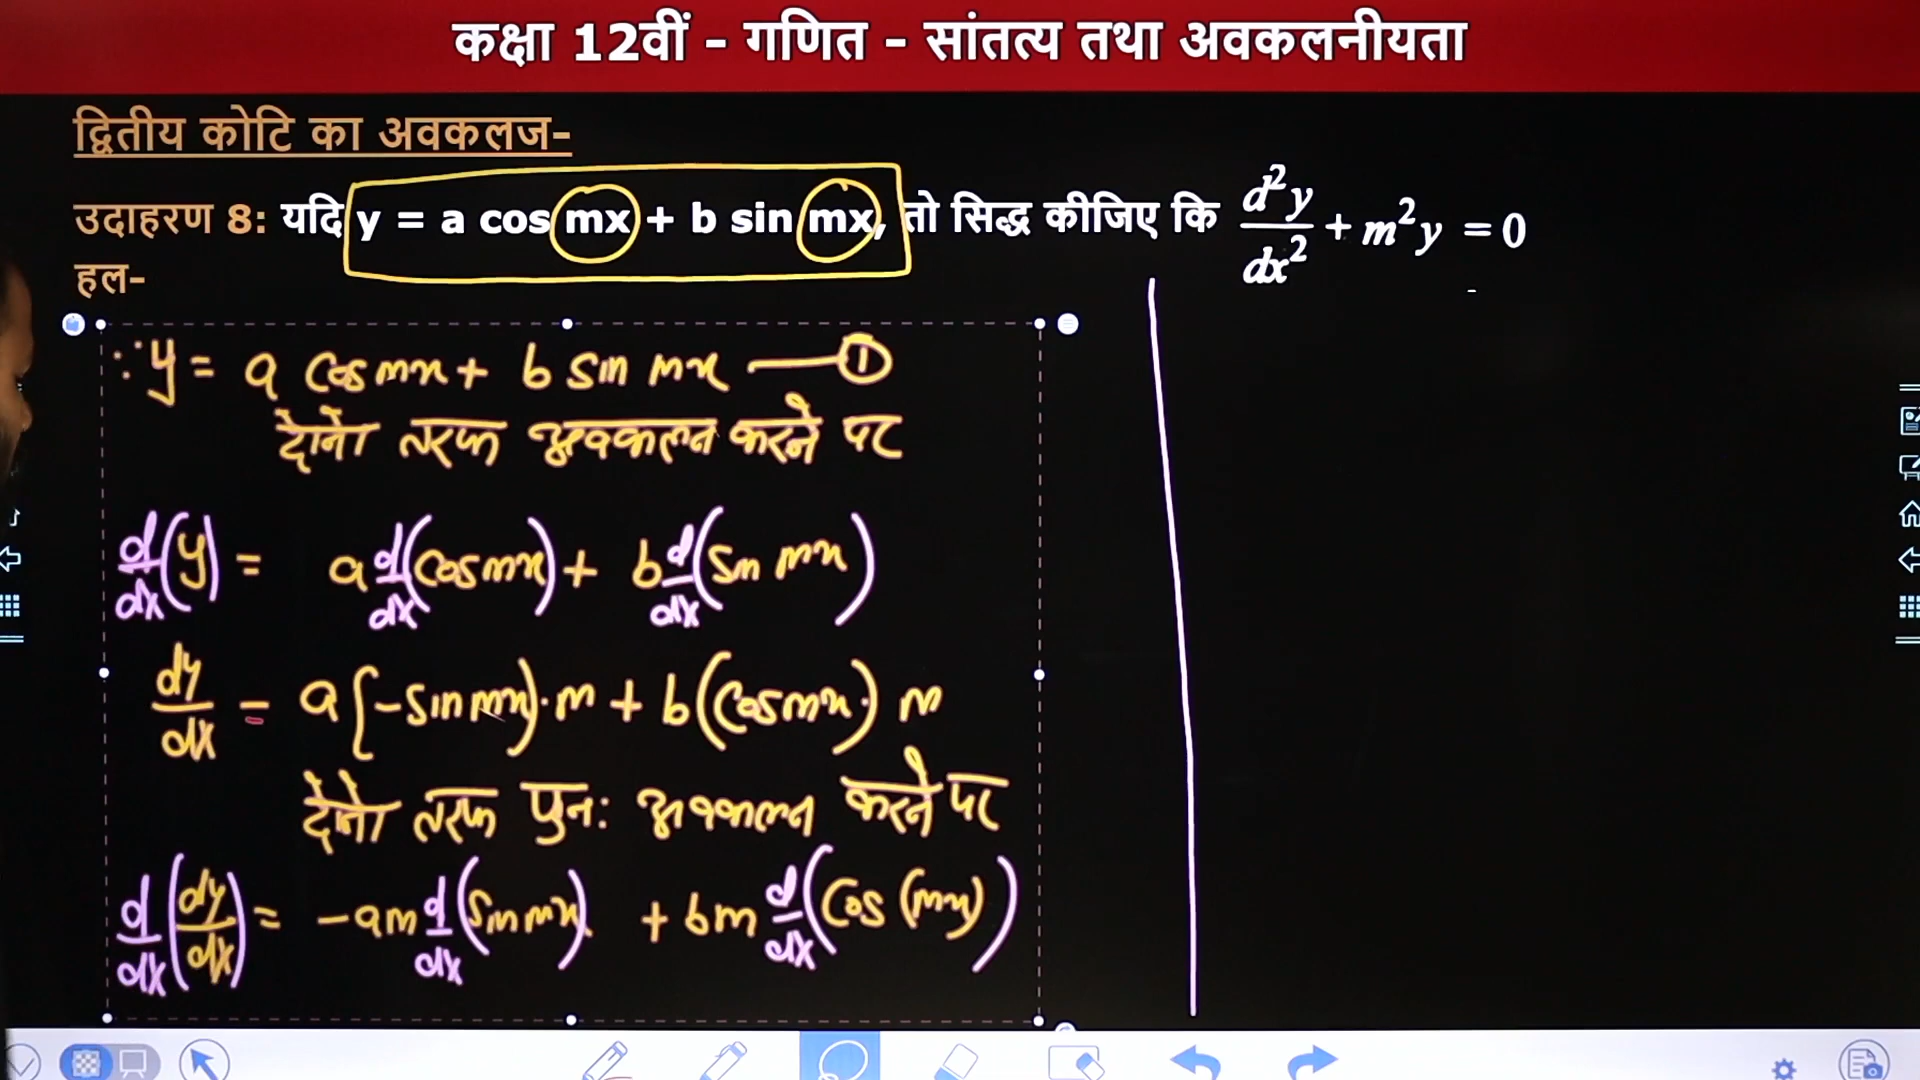 कक्षा 12वीं - गणित - सांतत्य तथा अवकलनीयता
द्वितीय कोटि का अवकलज-
उदाहरण 8: यदि y = a cos mx + b sin mx, तो सिद्ध कीजिए कि d²y/dx² + m²y = 0
हल-
∵ y = a cos mx + b sin mx —— ①
दोनो तरफ अवकलन करने पर
d/dx (y) = a d/dx (cos mx) + b d/dx (sin mx)
dy/dx = a (-sin mx) · m + b (cos mx) · m
दोनो तरफ पुन: अवकलन करने पर
d/dx (dy/dx) = -am d/dx (sin mx) + bm d/dx (cos (mx))